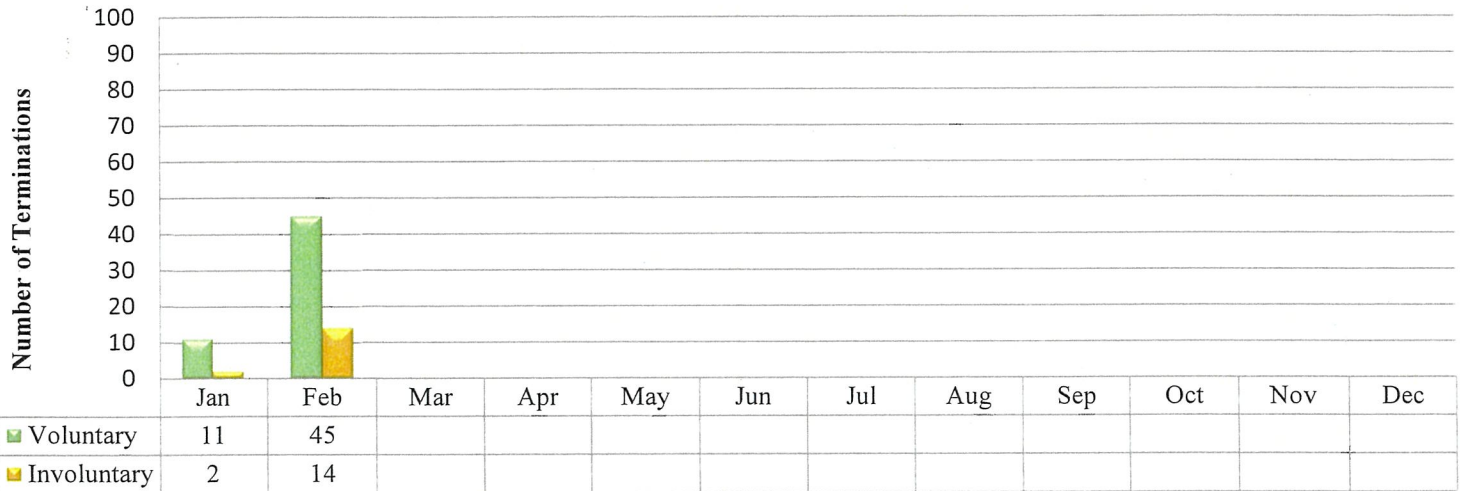 Number of Terminations
100
90
80
70
60
50
40
30
20
10
0
Jan Feb Mar Apr May Jun Jul Aug Sep Oct Nov Dec
Voluntary 11 45
Involuntary 2 14